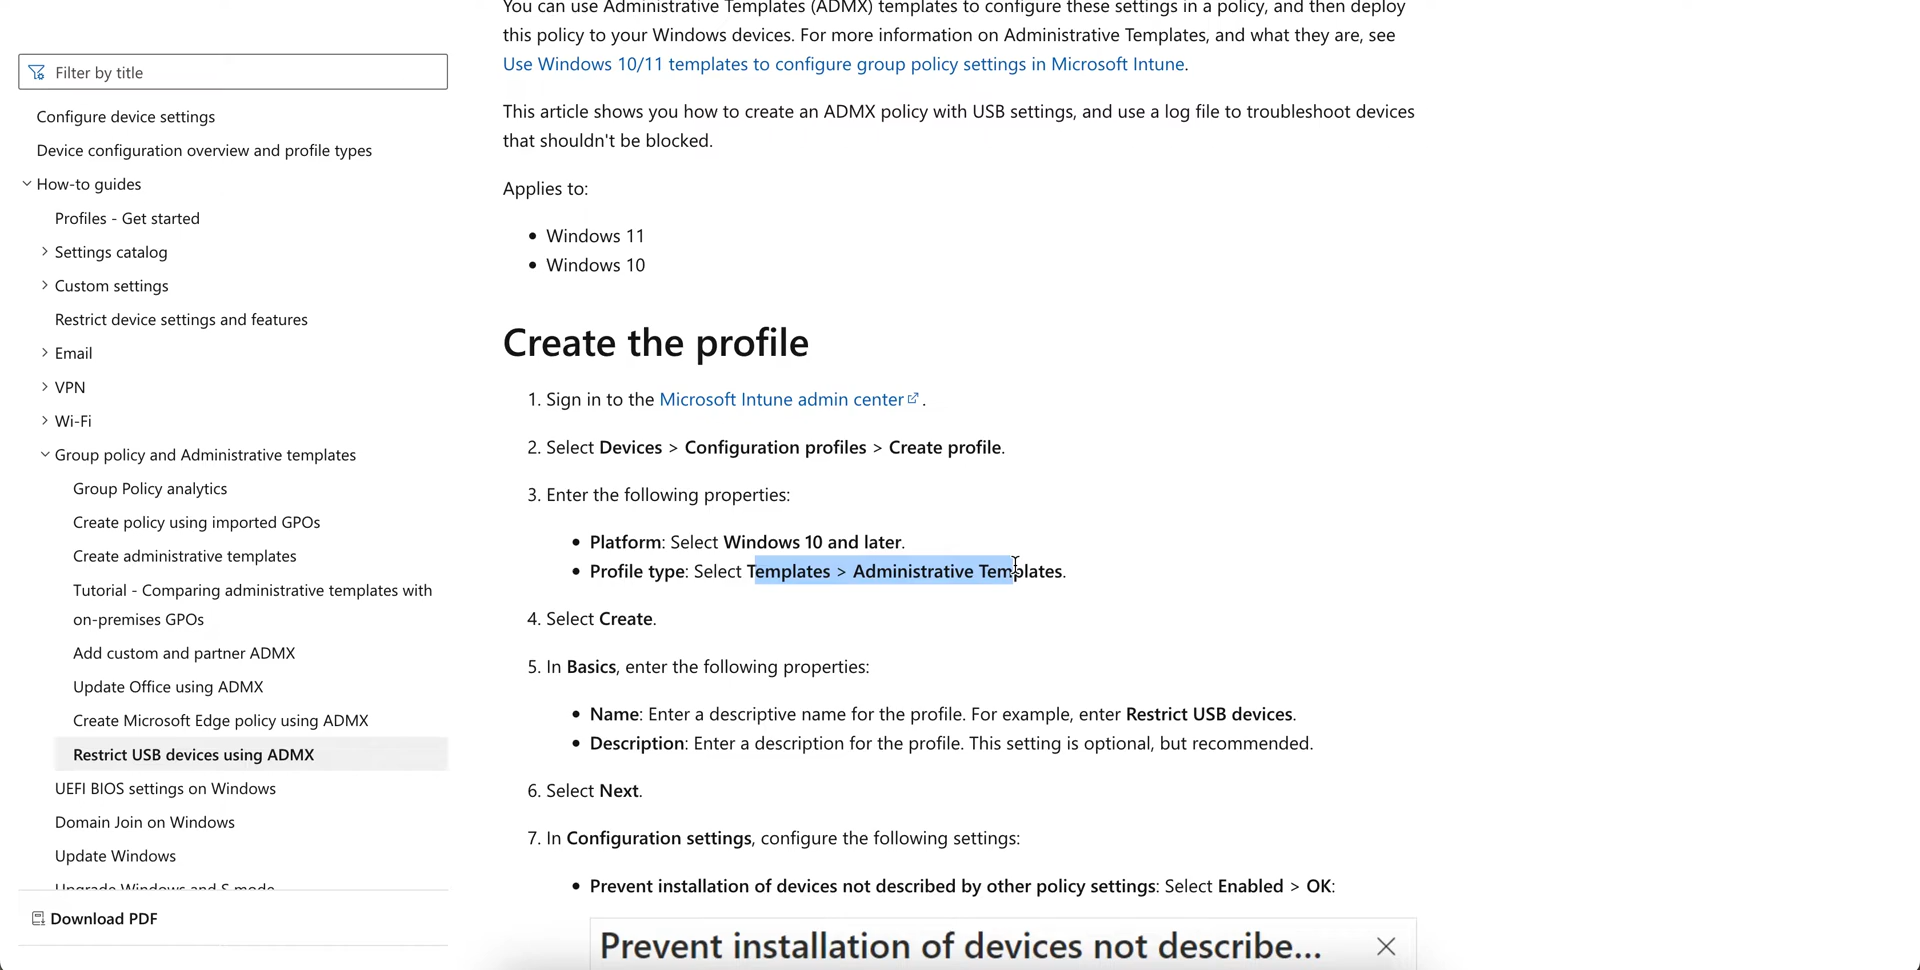 Filter by title
Configure device settings
Device configuration overview and profile types
How-to guides
Profiles - Get started
Settings catalog
Custom settings
Restrict device settings and features
Email
VPN
Wi-Fi
Group policy and Administrative templates
Group Policy analytics
Create policy using imported GPOs
Create administrative templates
Tutorial - Comparing administrative templates with
on-premises GPOs
Add custom and partner ADMX
Update Office using ADMX
Create Microsoft Edge policy using ADMX
Restrict USB devices using ADMX
UEFI BIOS settings on Windows
Domain Join on Windows
Update Windows
Upgrade Windows and S mode
Download PDF
You can use Administrative Templates (ADMX) templates to configure these settings in a policy, and then deploy
this policy to your Windows devices. For more information on Administrative Templates, and what they are, see
Use Windows 10/11 templates to configure group policy settings in Microsoft Intune.
This article shows you how to create an ADMX policy with USB settings, and use a log file to troubleshoot devices
that shouldn't be blocked.
Applies to:
• Windows 11
• Windows 10
Create the profile
1. Sign in to the Microsoft Intune admin center.
2. Select Devices > Configuration profiles > Create profile.
3. Enter the following properties:
• Platform: Select Windows 10 and later.
• Profile type: Select Templates > Administrative Templates.
4. Select Create.
5. In Basics, enter the following properties:
• Name: Enter a descriptive name for the profile. For example, enter Restrict USB devices.
• Description: Enter a description for the profile. This setting is optional, but recommended.
6. Select Next.
7. In Configuration settings, configure the following settings:
• Prevent installation of devices not described by other policy settings: Select Enabled > OK:
Prevent installation of devices not describe...